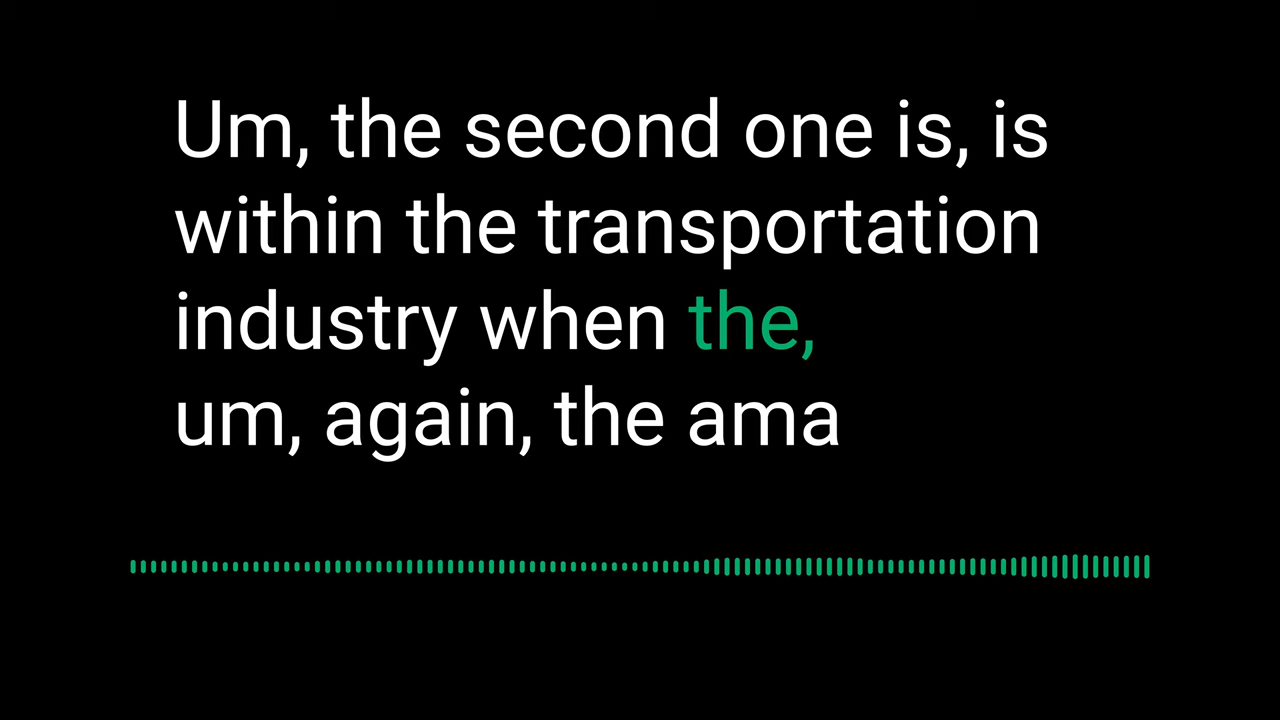 Um, the second one is, is
within the transportation
industry when the,
um, again, the ama